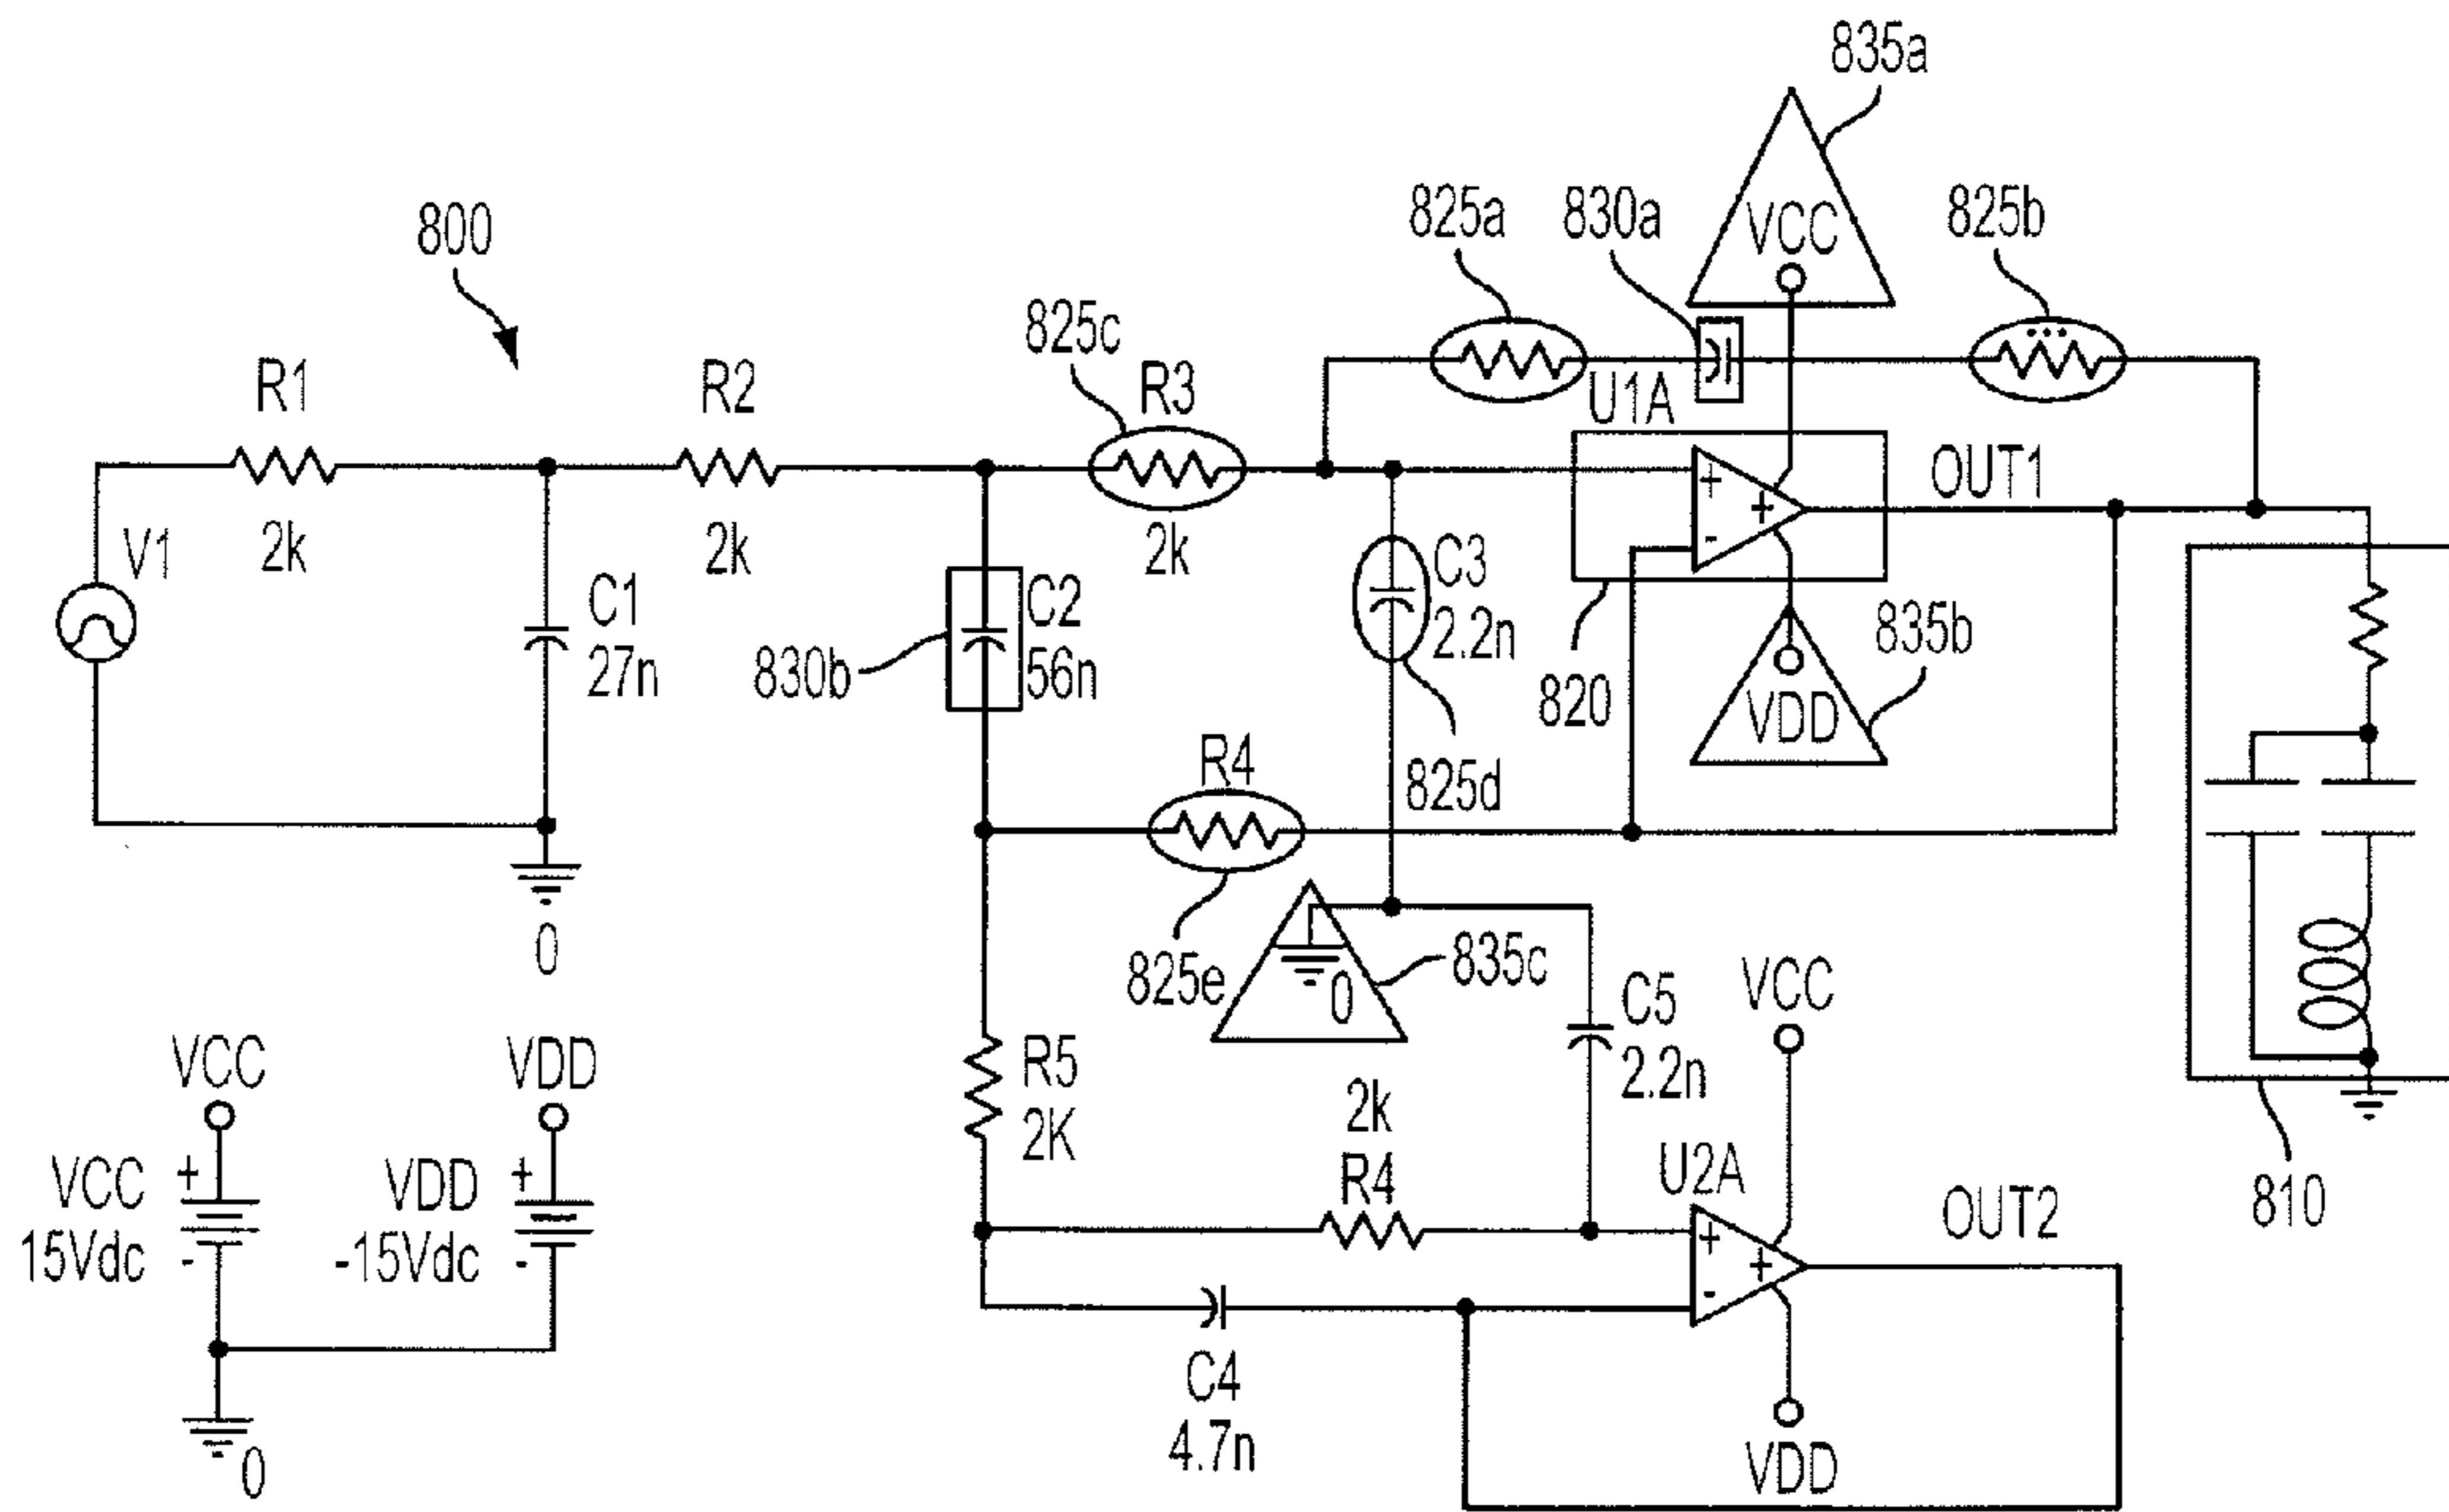 835a
800
825a
830a
VCC
825b
825c
R1
R2
R3
U1A
OUT1
+
+
-
V1
2k
2k
2k
C1
27n
C2
56n
830b
C3
2.2n
820
835b
VDD
R4
825d
825e
0
835c
0
VCC
C5
2.2n
VCC
VDD
R5
2K
2k
R4
U2A
OUT2
810
VCC
15Vdc
+
-
VDD
-15Vdc
+
-
+
+
-
C4
4.7n
VDD
0